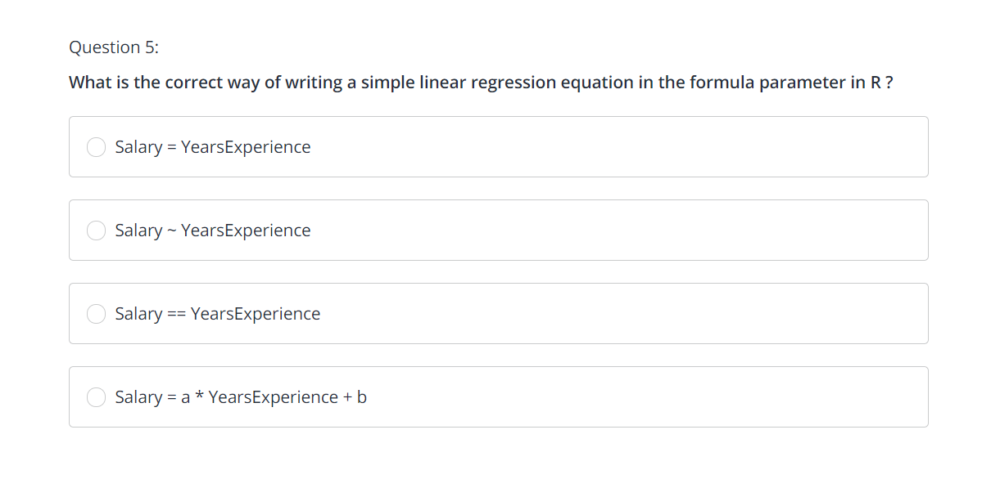 Question 5:
What is the correct way of writing a simple linear regression equation in the formula parameter in R ?
Salary = YearsExperience
Salary ~ YearsExperience
Salary == YearsExperience
Salary = a * YearsExperience + b